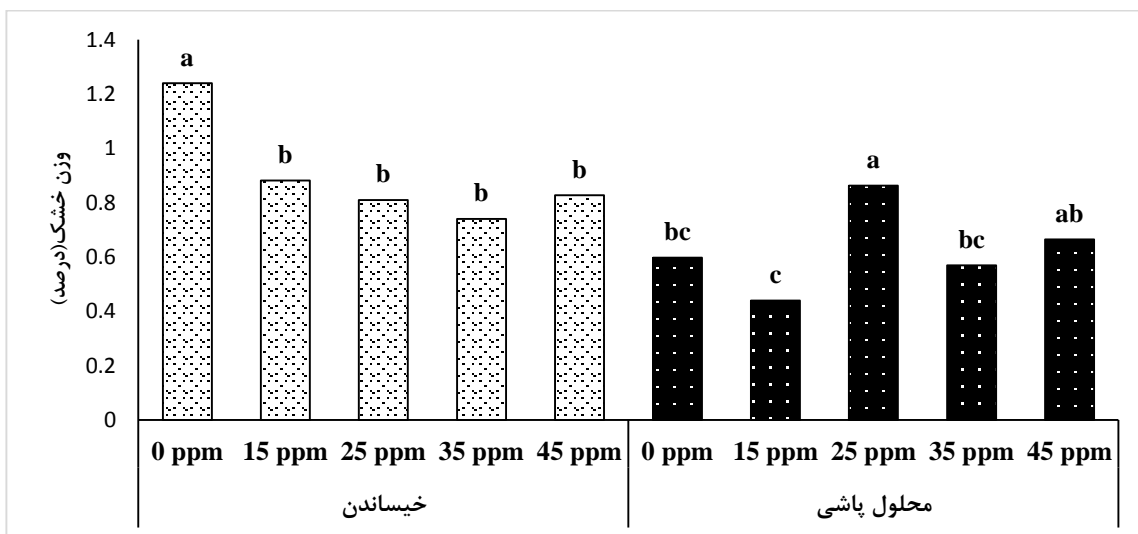 1.4
1.2
1
0.8
0.6
0.4
0.2
0
وزن خشک(درصد)
a
b
b
b
b
bc
c
a
bc
ab
0 ppm 15 ppm 25 ppm 35 ppm 45 ppm 0 ppm 15 ppm 25 ppm 35 ppm 45 ppm
خیساندن
محلول پاشی